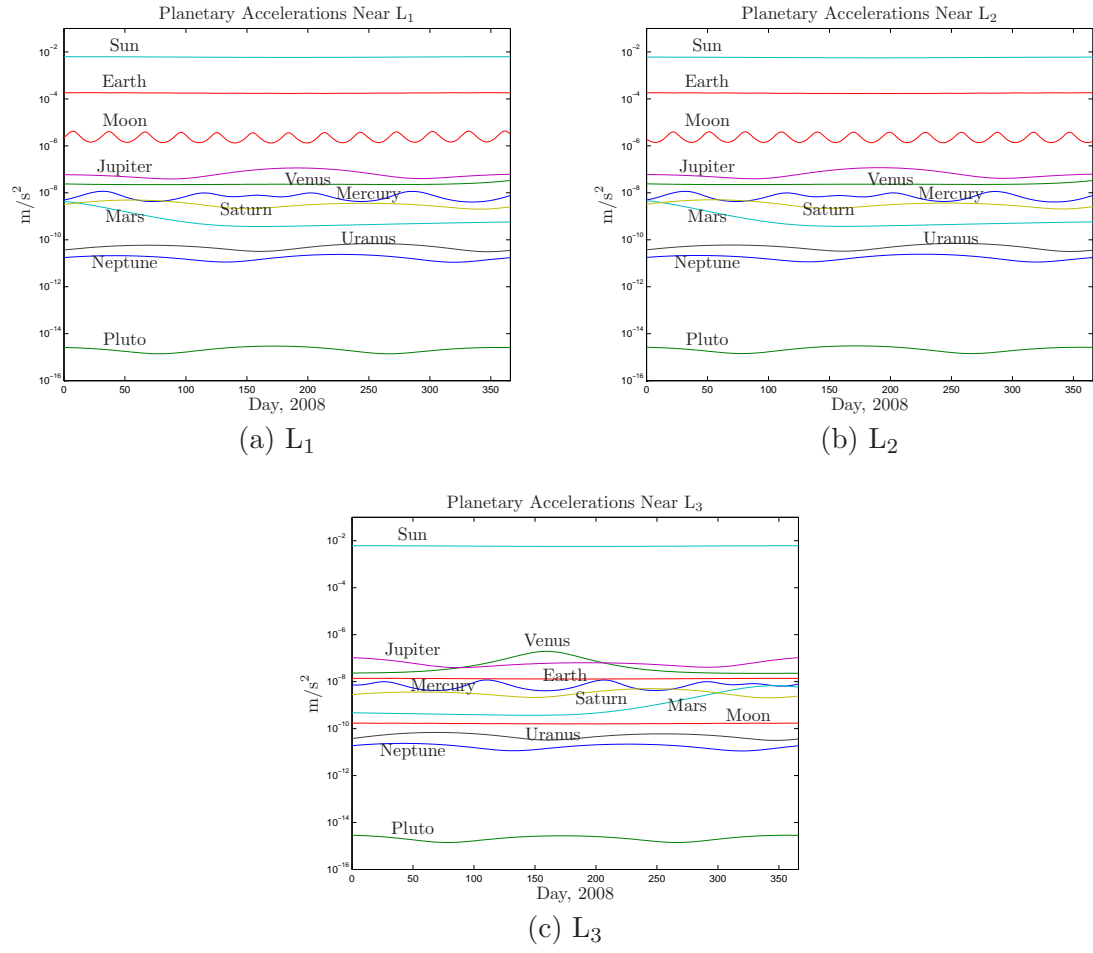 Planetary Accelerations Near L₁
10⁻²
10⁻⁴
10⁻⁶
10⁻⁸
10⁻¹⁰
10⁻¹²
10⁻¹⁴
10⁻¹⁶
m/s²
Sun
Earth
Moon
Jupiter
Venus
Mercury
Saturn
Mars
Uranus
Neptune
Pluto
0 50 100 150 200 250 300 350
Day, 2008
(a) L₁
Planetary Accelerations Near L₂
10⁻²
10⁻⁴
10⁻⁶
10⁻⁸
10⁻¹⁰
10⁻¹²
10⁻¹⁴
10⁻¹⁶
m/s²
Sun
Earth
Moon
Jupiter
Venus
Mercury
Saturn
Mars
Uranus
Neptune
Pluto
0 50 100 150 200 250 300 350
Day, 2008
(b) L₂
Planetary Accelerations Near L₃
10⁻²
10⁻⁴
10⁻⁶
10⁻⁸
10⁻¹⁰
10⁻¹²
10⁻¹⁴
10⁻¹⁶
m/s²
Sun
Venus
Jupiter
Earth
Mercury
Saturn
Mars
Moon
Uranus
Neptune
Pluto
0 50 100 150 200 250 300 350
Day, 2008
(c) L₃